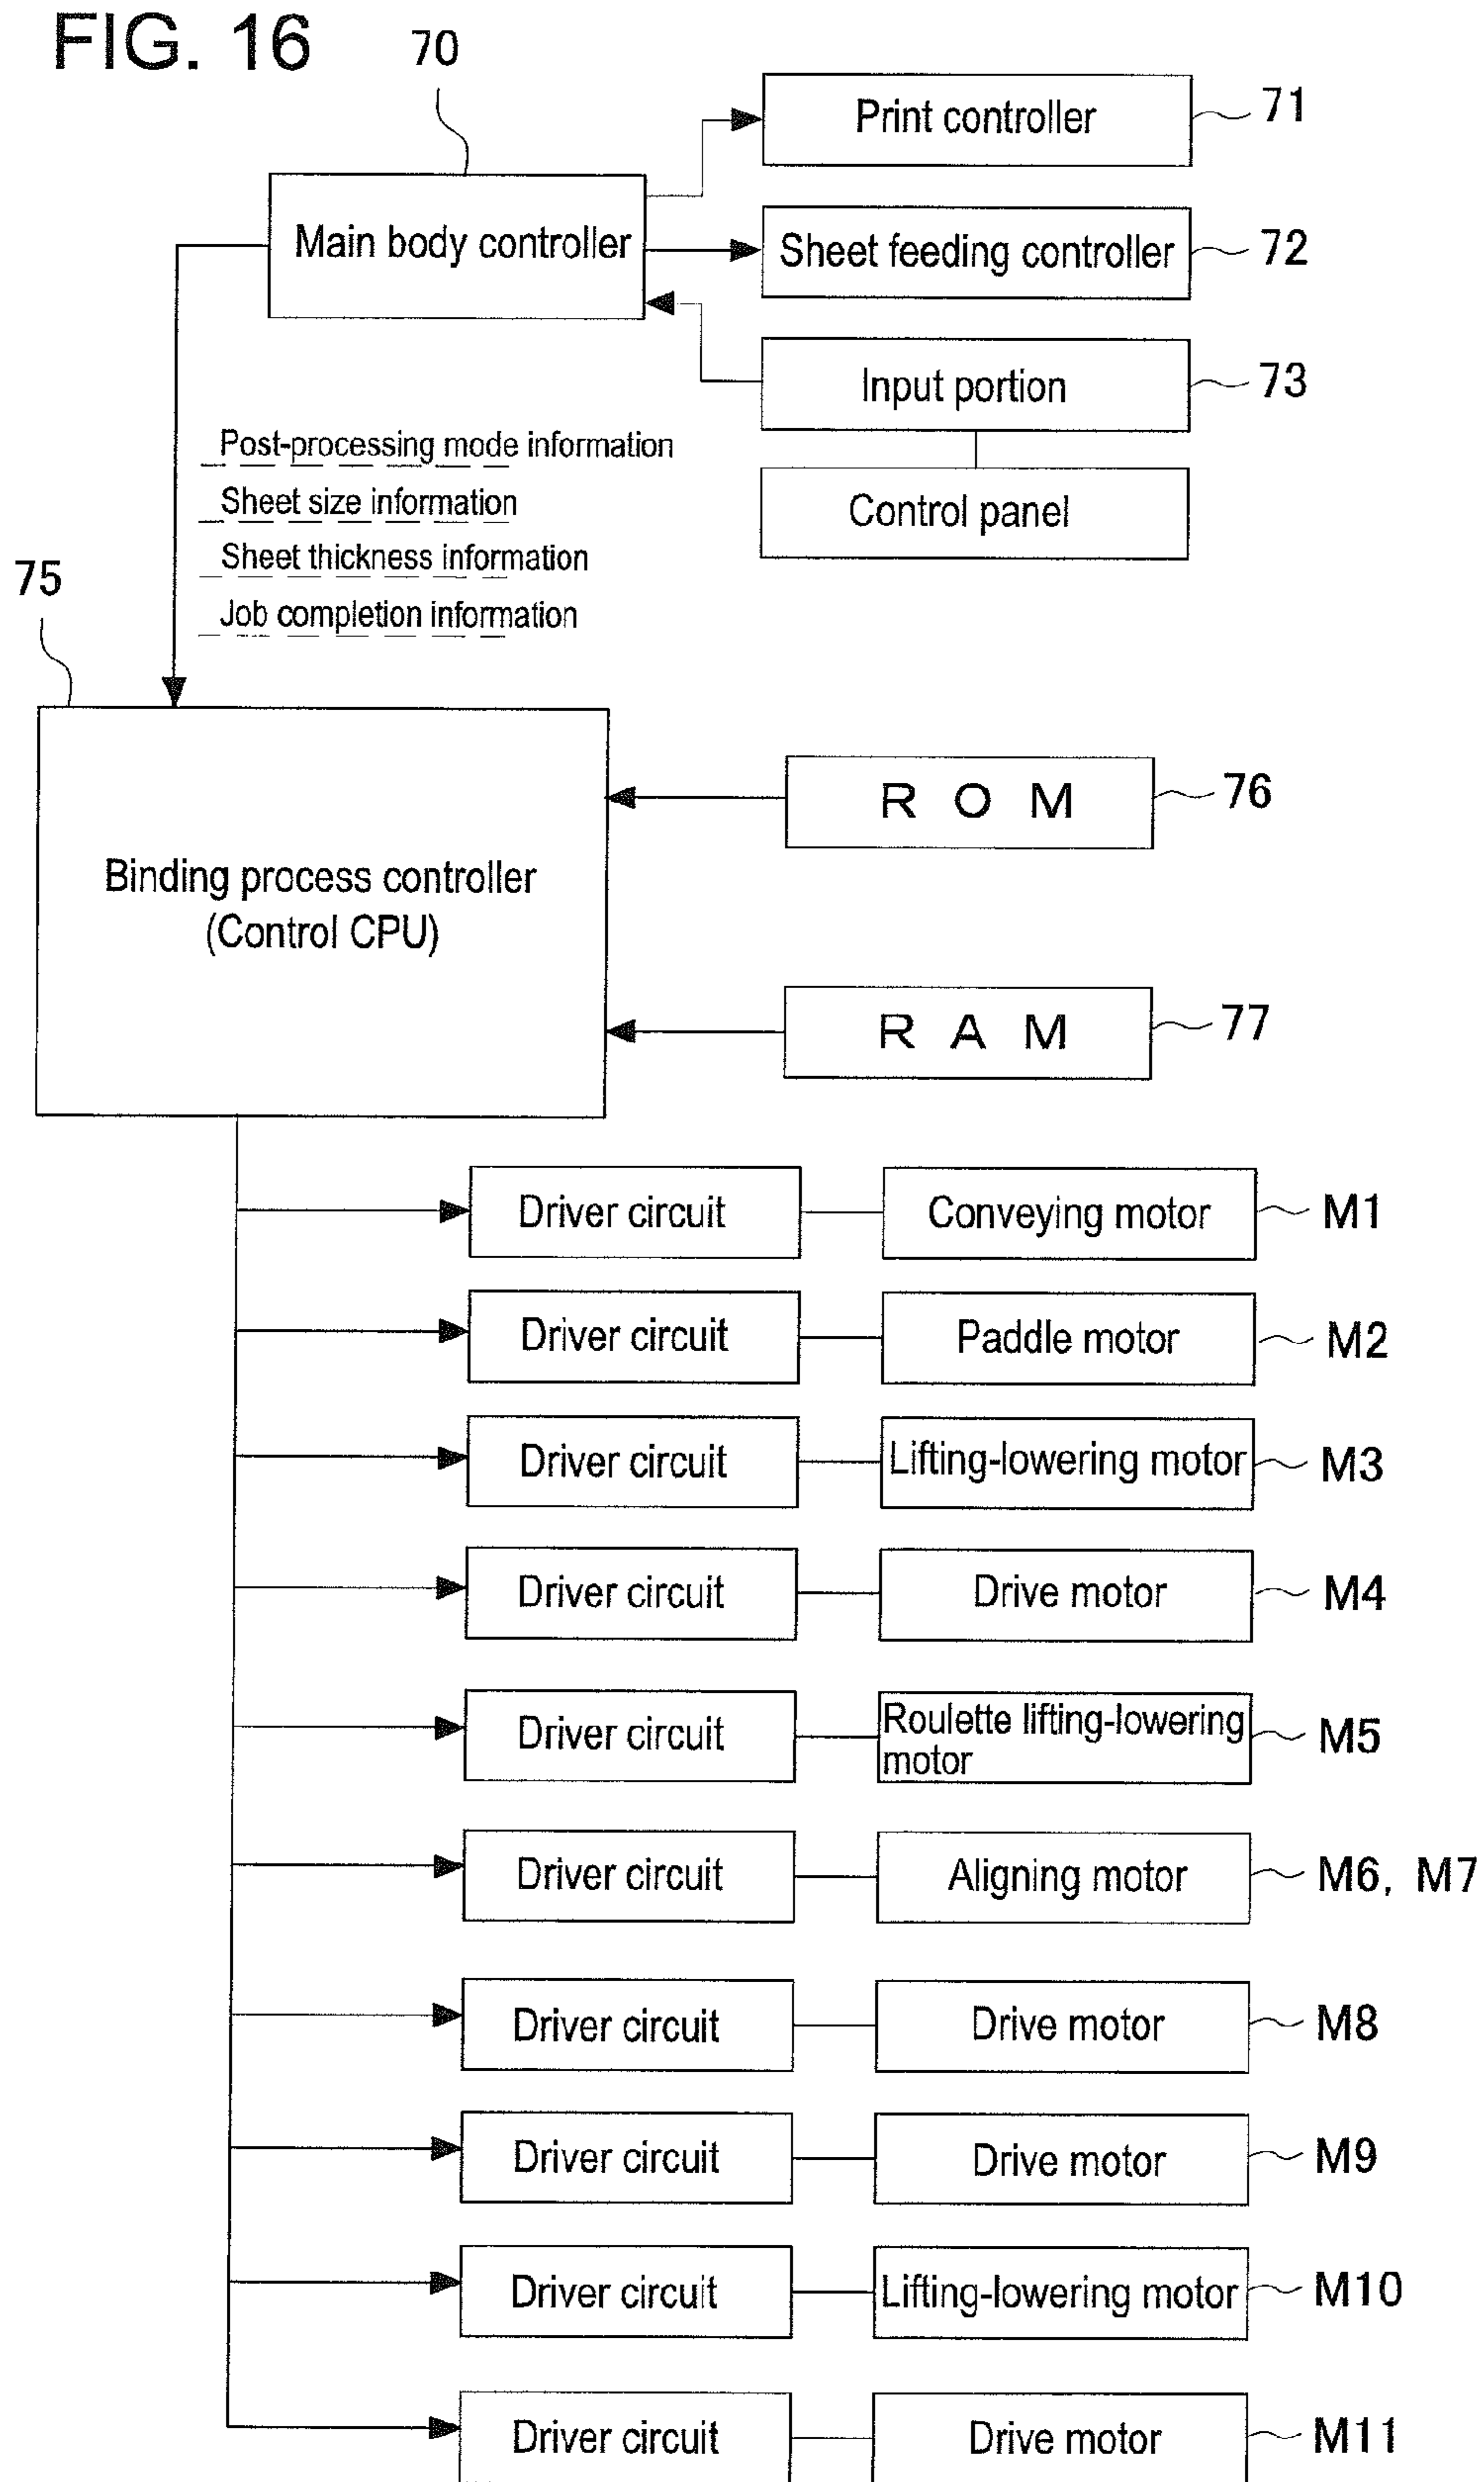 FIG. 16
70
Print controller
71
Main body controller
Sheet feeding controller
72
Input portion
73
Control panel
Post-processing mode information
Sheet size information
Sheet thickness information
Job completion information
75
Binding process controller
(Control CPU)
R O M
76
R A M
77
Driver circuit
Conveying motor
M1
Driver circuit
Paddle motor
M2
Driver circuit
Lifting-lowering motor
M3
Driver circuit
Drive motor
M4
Driver circuit
Roulette lifting-lowering
motor
M5
Driver circuit
Aligning motor
M6, M7
Driver circuit
Drive motor
M8
Driver circuit
Drive motor
M9
Driver circuit
Lifting-lowering motor
M10
Driver circuit
Drive motor
M11